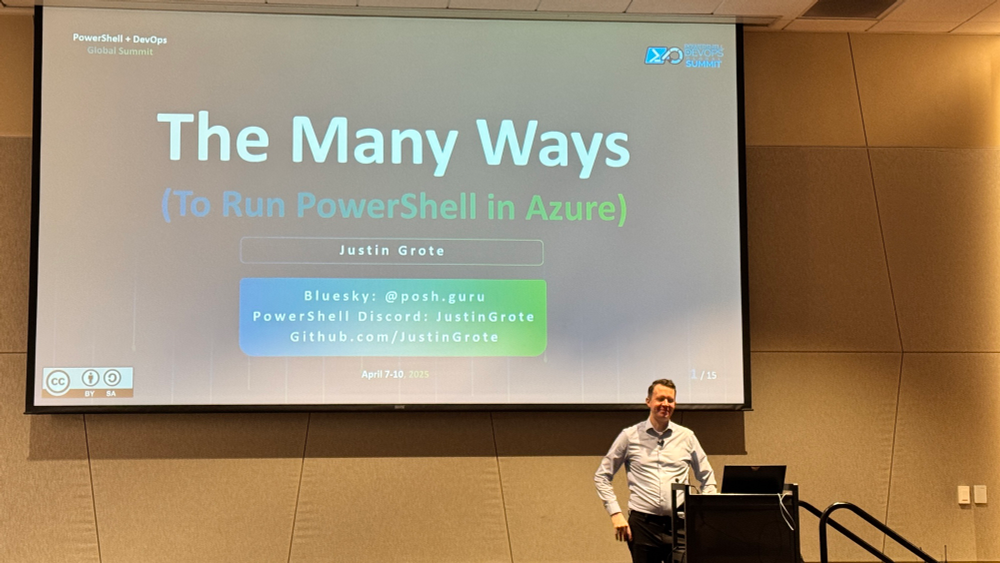 PowerShell + DevOps
Global Summit
SUMMIT
The Many Ways
(To Run PowerShell in Azure)
Justin Grote
Bluesky: @posh.guru
PowerShell Discord: JustinGrote
Github.com/JustinGrote
April 7-10, 2025
1 / 15
CC
BY SA